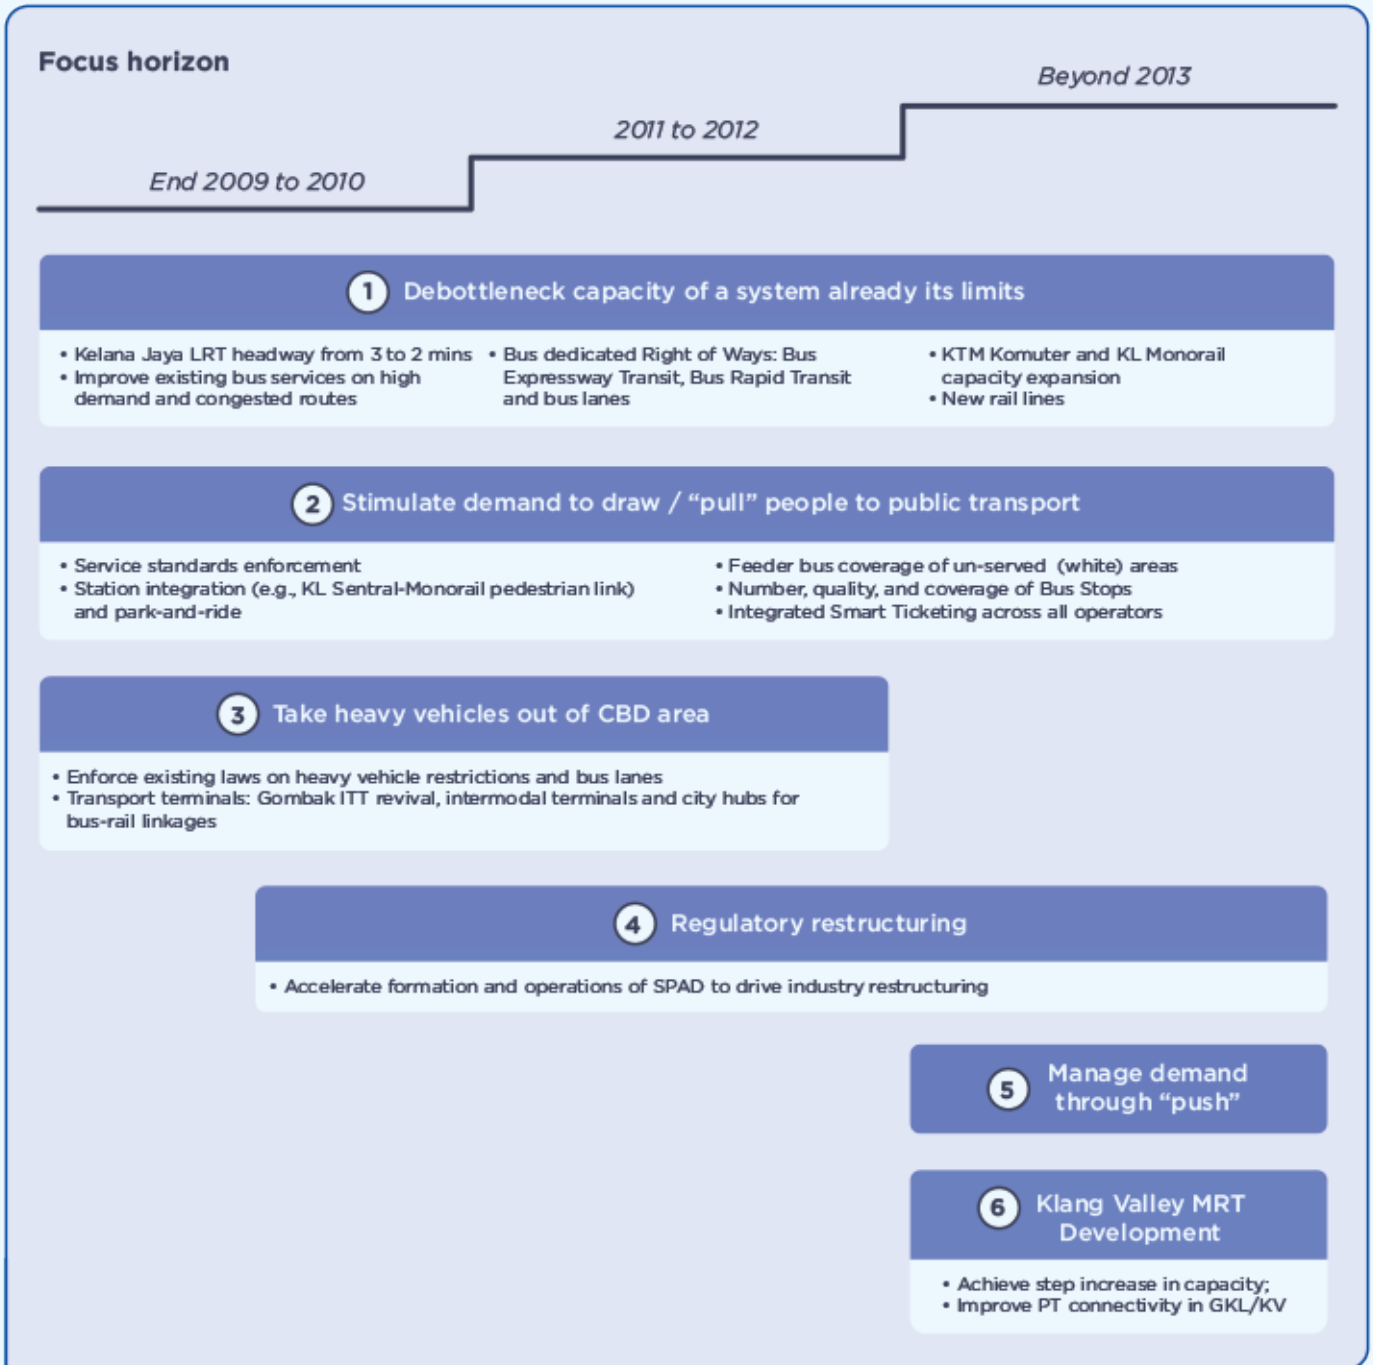 Focus horizon
Beyond 2013
2011 to 2012
End 2009 to 2010
1 Debottleneck capacity of a system already its limits
• Kelana Jaya LRT headway from 3 to 2 mins
• Improve existing bus services on high
demand and congested routes
• Bus dedicated Right of Ways: Bus
Expressway Transit, Bus Rapid Transit
and bus lanes
• KTM Komuter and KL Monorail
capacity expansion
• New rail lines
2 Stimulate demand to draw / “pull” people to public transport
• Service standards enforcement
• Station integration (e.g., KL Sentral-Monorail pedestrian link)
and park-and-ride
• Feeder bus coverage of un-served (white) areas
• Number, quality, and coverage of Bus Stops
• Integrated Smart Ticketing across all operators
3 Take heavy vehicles out of CBD area
• Enforce existing laws on heavy vehicle restrictions and bus lanes
• Transport terminals: Gombak ITT revival, intermodal terminals and city hubs for
bus-rail linkages
4 Regulatory restructuring
• Accelerate formation and operations of SPAD to drive industry restructuring
5 Manage demand
through “push”
6 Klang Valley MRT
Development
• Achieve step increase in capacity;
• Improve PT connectivity in GKL/KV